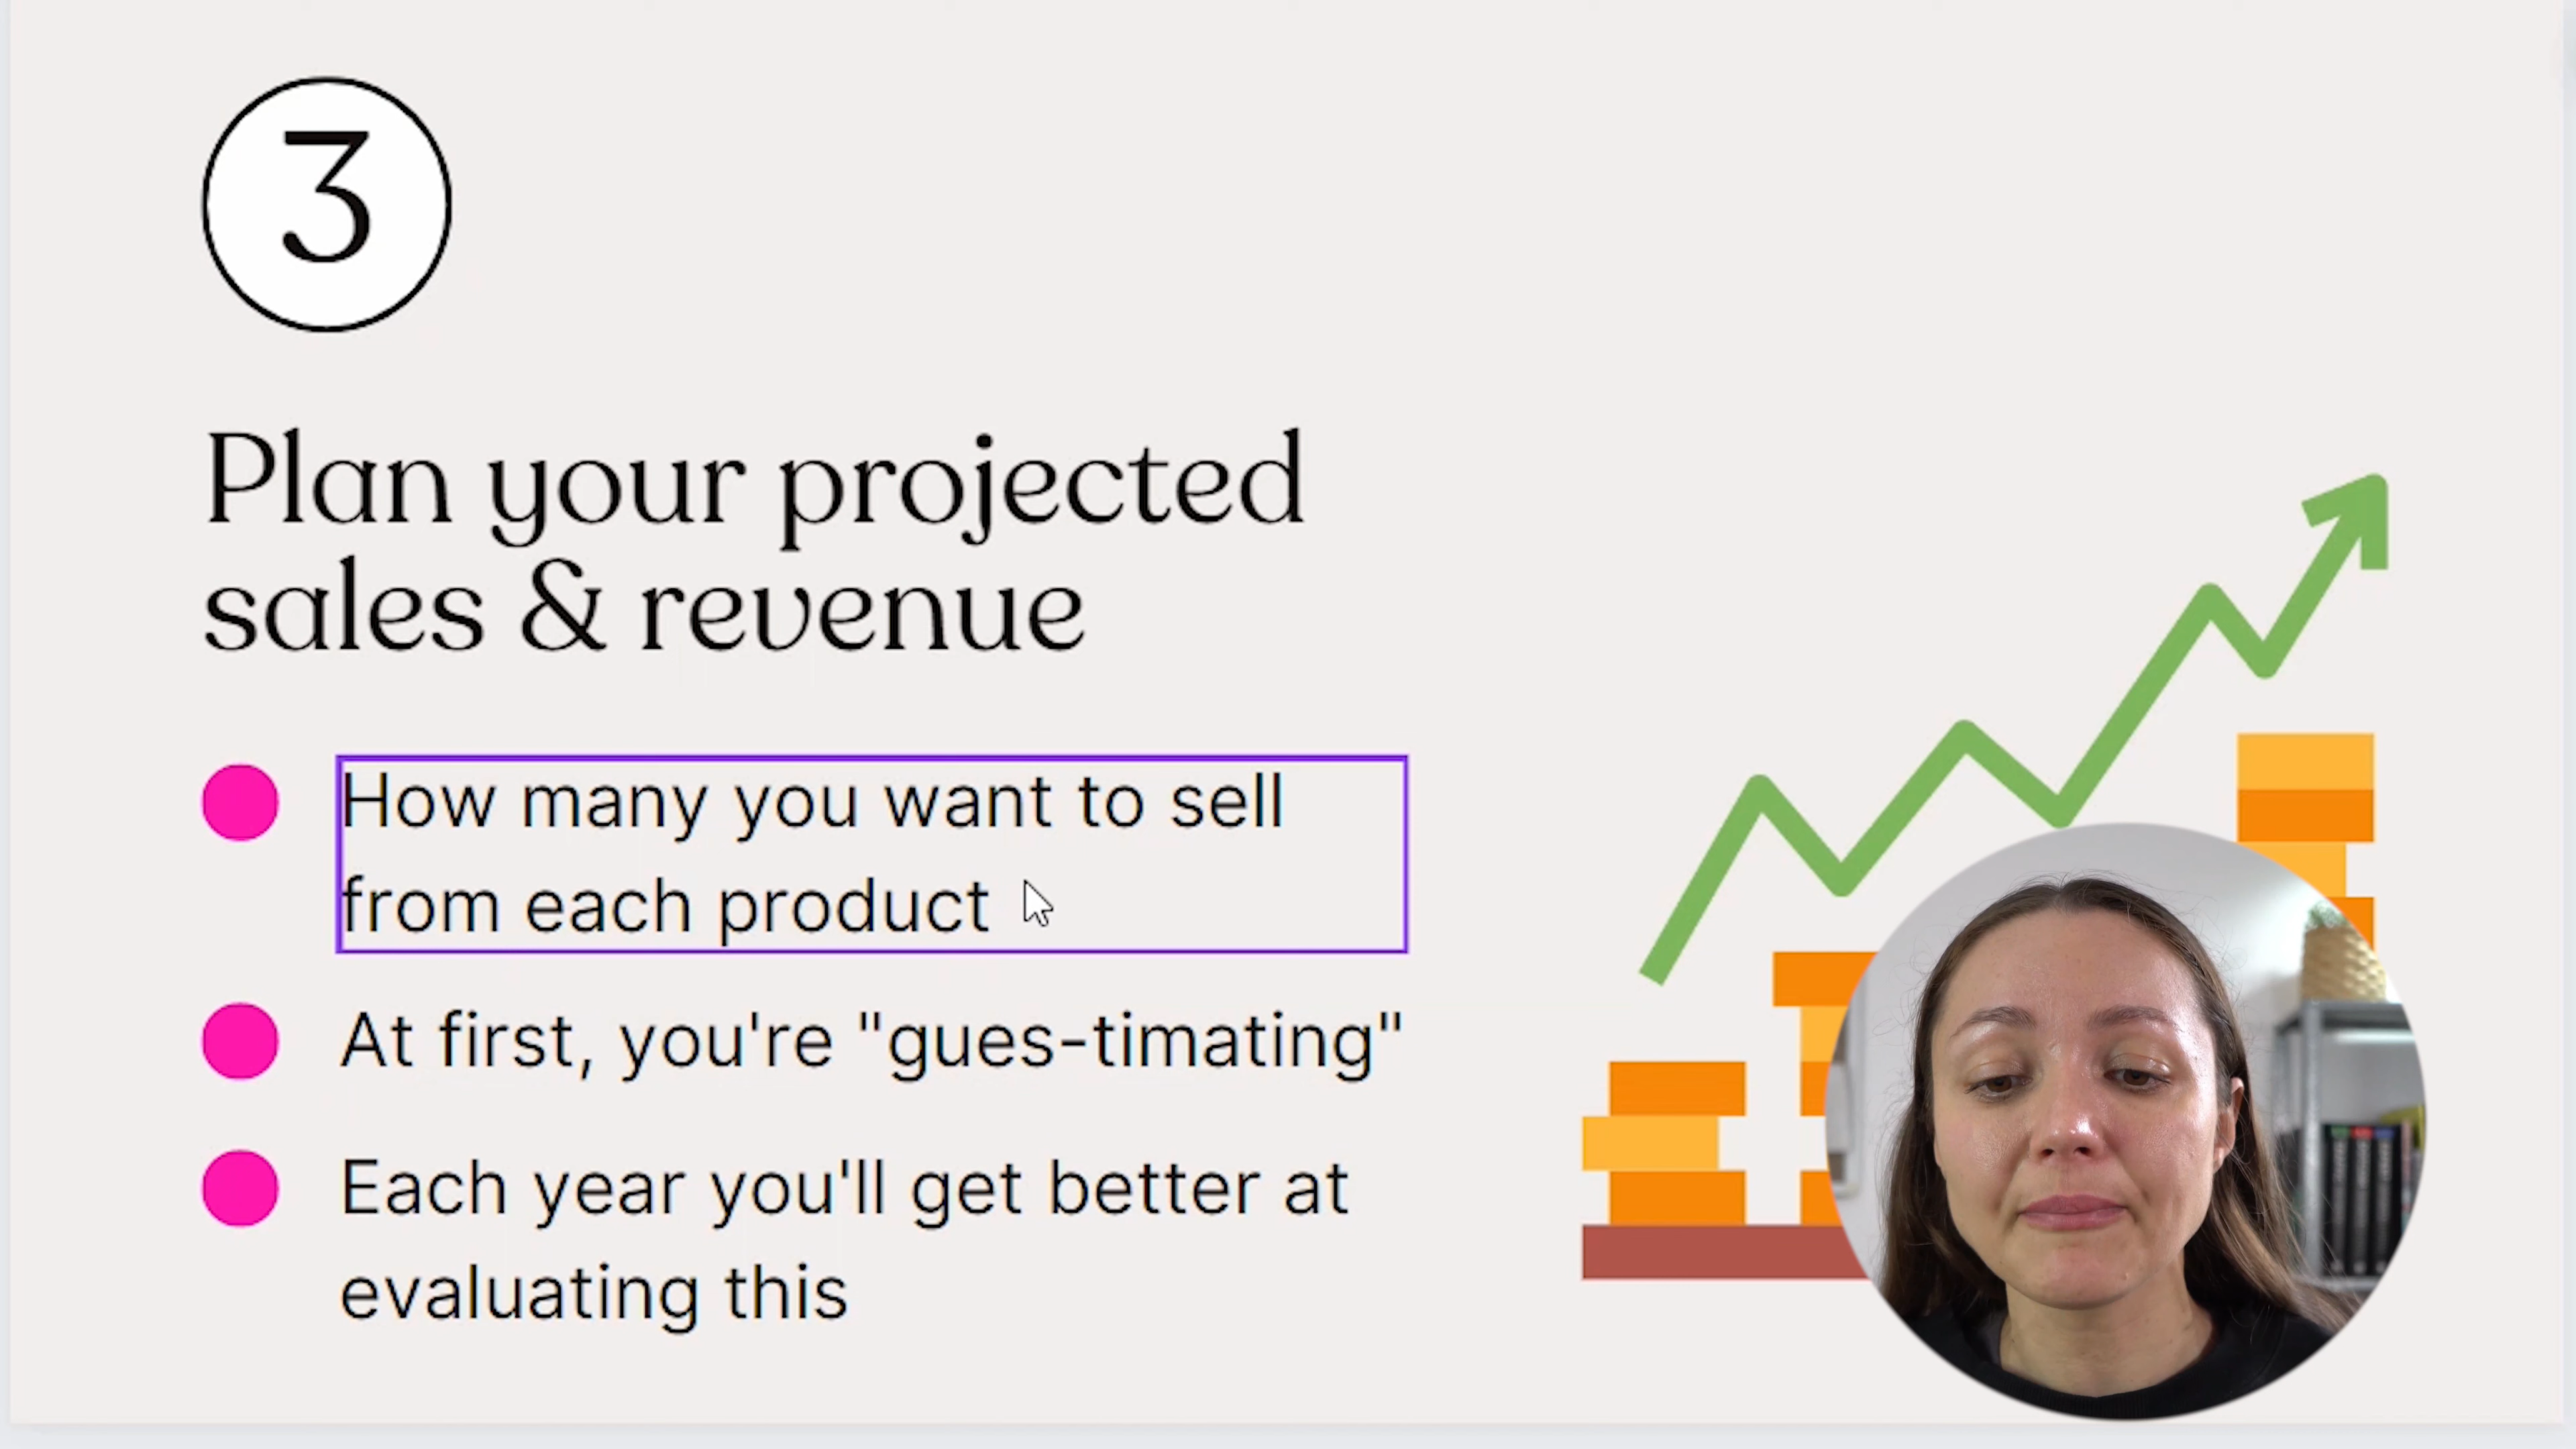 3
Plan your projected
sales & revenue
How many you want to sell
from each product
At first, you're "gues-timating"
Each year you'll get better at
evaluating this